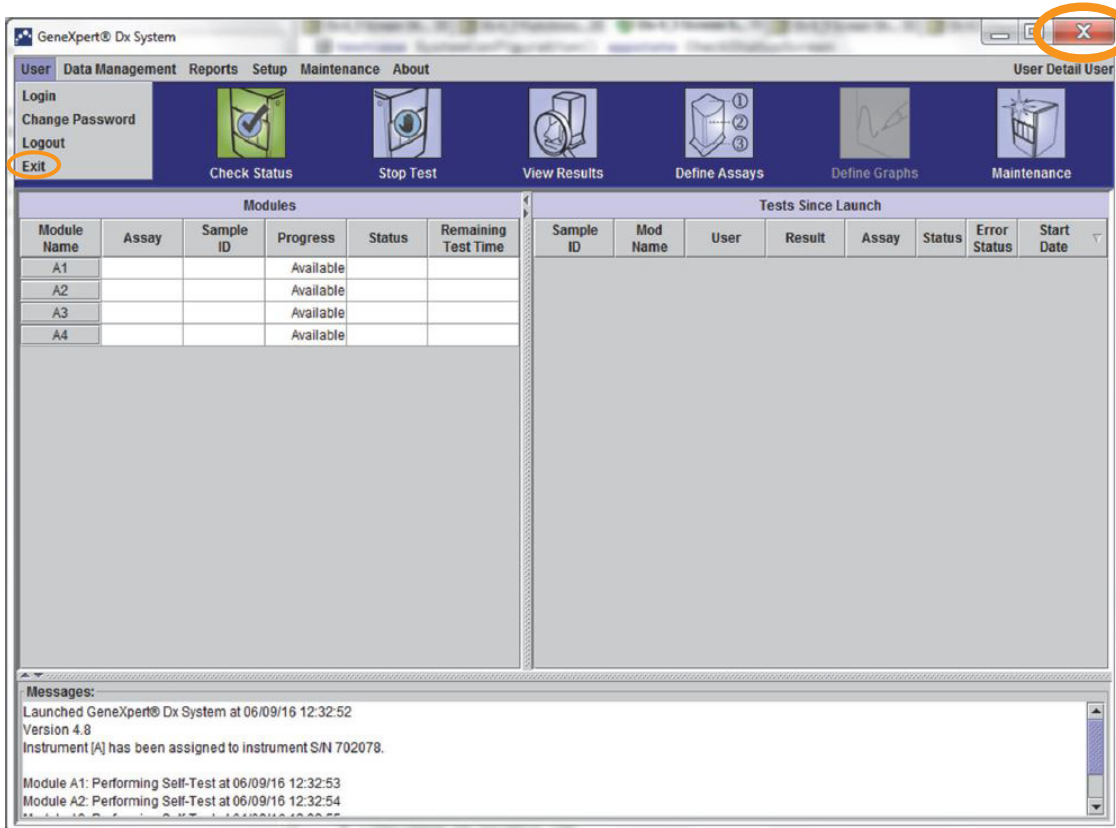 GeneXpert® Dx System
User Data Management Reports Setup Maintenance About User Detail User
Login
Change Password
Logout
Exit
Check Status Stop Test View Results Define Assays Define Graphs Maintenance
Modules
Module Name Assay Sample ID Progress Status Remaining Test Time
A1 Available
A2 Available
A3 Available
A4 Available
Tests Since Launch
Sample ID Mod Name User Result Assay Status Error Status Start Date
Messages:
Launched GeneXpert® Dx System at 06/09/16 12:32:52
Version 4.8
Instrument [A] has been assigned to instrument S/N 702078.
Module A1: Performing Self-Test at 06/09/16 12:32:53
Module A2: Performing Self-Test at 06/09/16 12:32:54